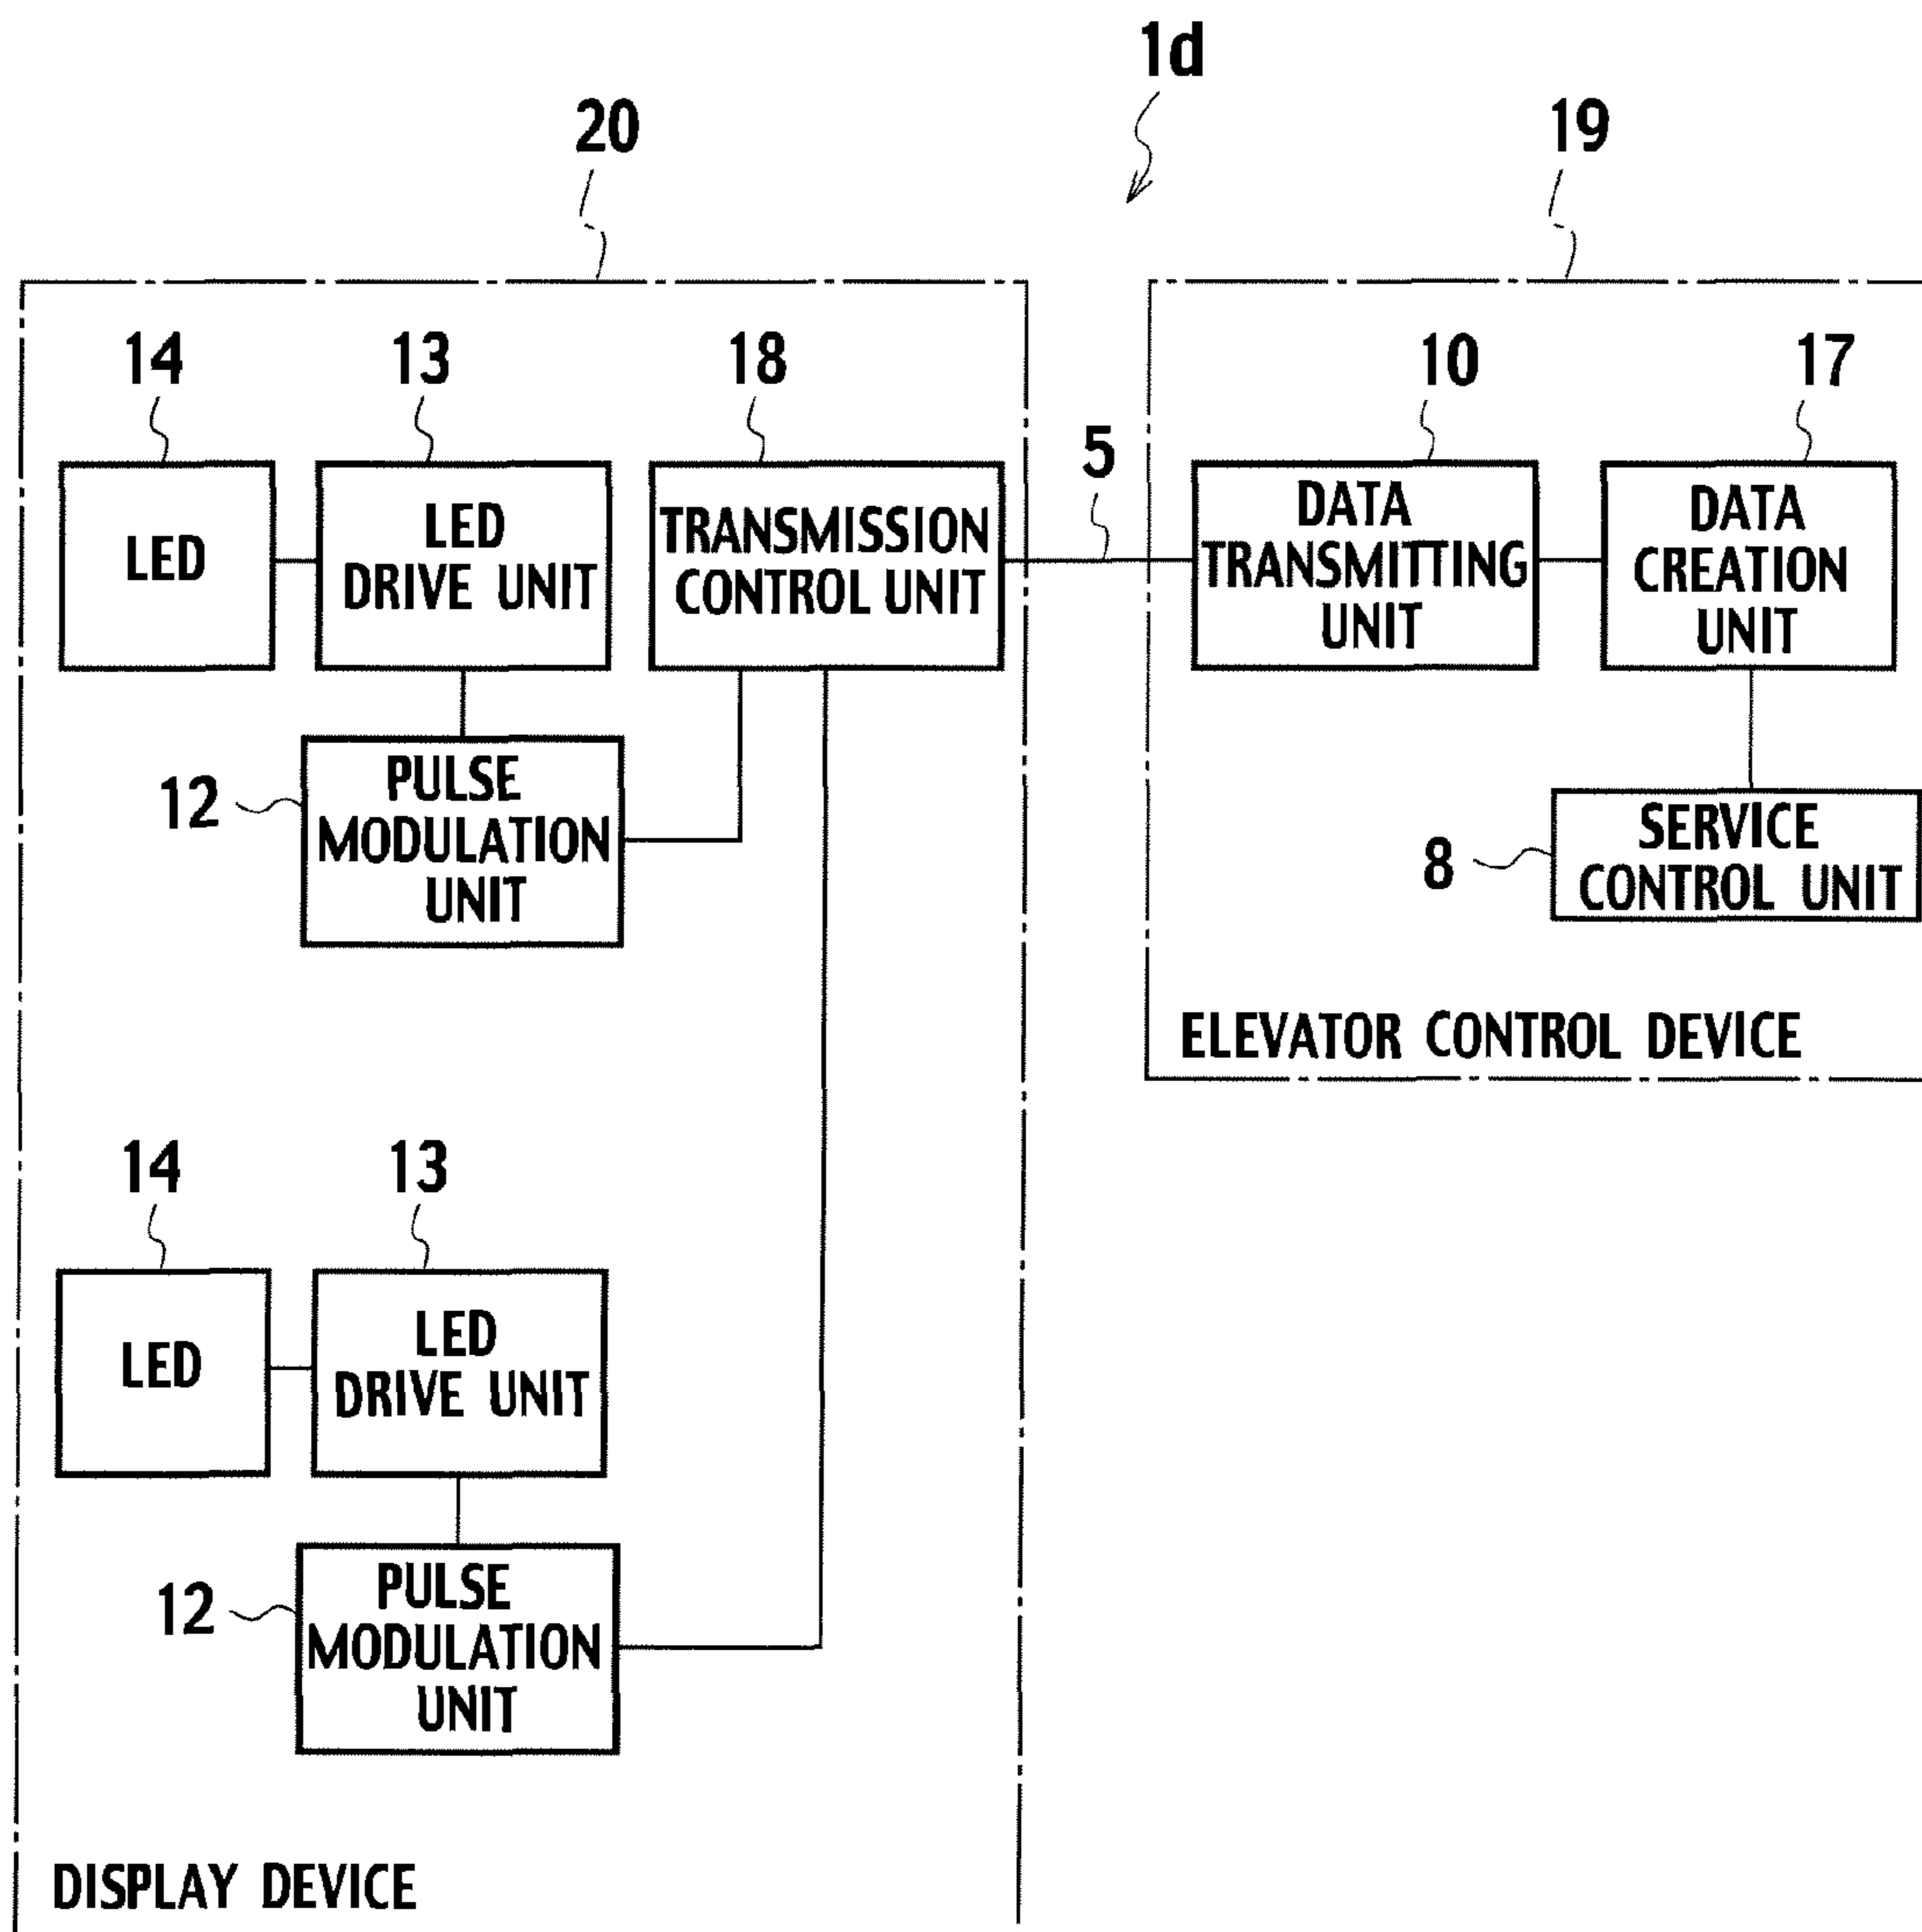 1d
20
19
14
13
18
10
17
5
LED
LED
DRIVE UNIT
TRANSMISSION
CONTROL UNIT
DATA
TRANSMITTING
UNIT
DATA
CREATION
UNIT
12
PULSE
MODULATION
UNIT
8
SERVICE
CONTROL UNIT
ELEVATOR CONTROL DEVICE
14
13
LED
LED
DRIVE UNIT
12
PULSE
MODULATION
UNIT
DISPLAY DEVICE